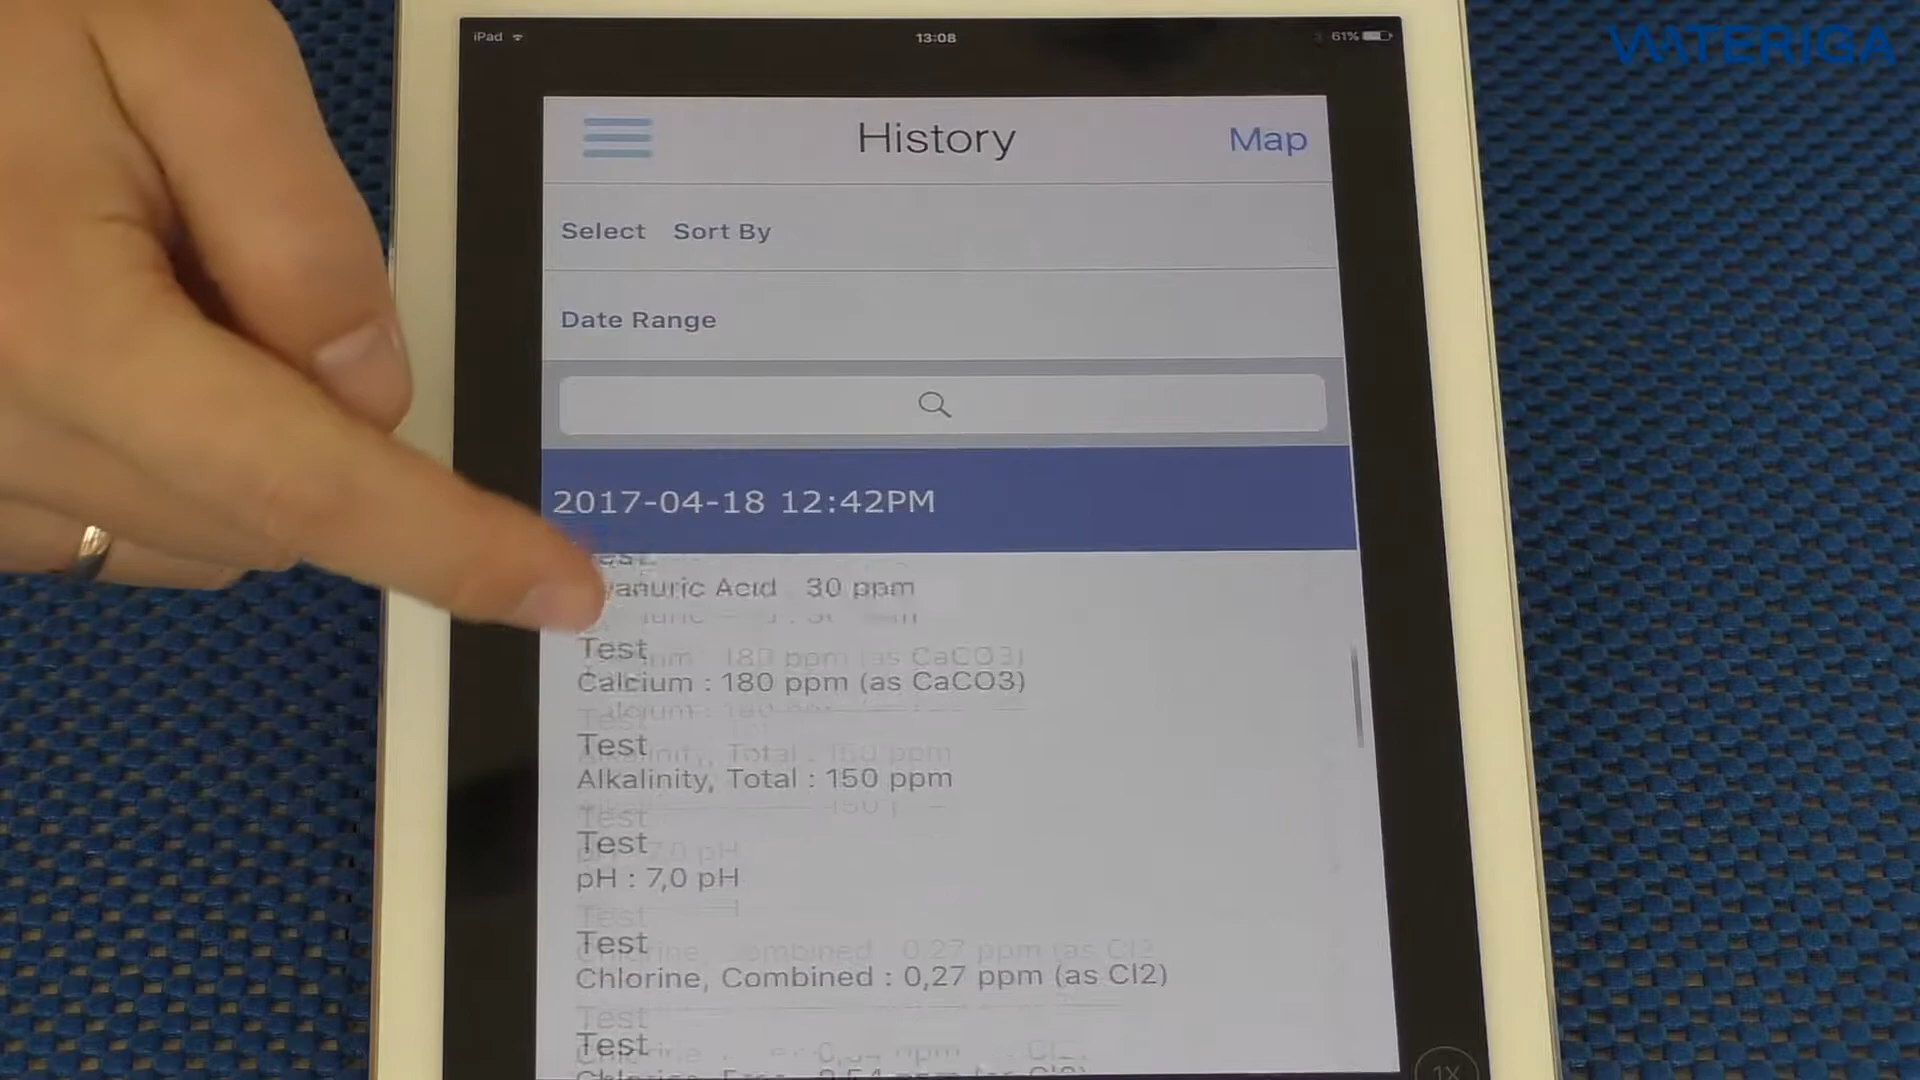 iPad
13:08
61%
WATERIGA
History
Map
Select Sort By
Date Range
2017-04-18 12:42PM
Acid 30 ppm
Test
Calcium : 180 ppm (as CaCO3)
Test
Alkalinity, Total : 150 ppm
Test
pH : 7,0 pH
Test
Chlorine, Combined : 0,27 ppm (as Cl2)
Test
1X